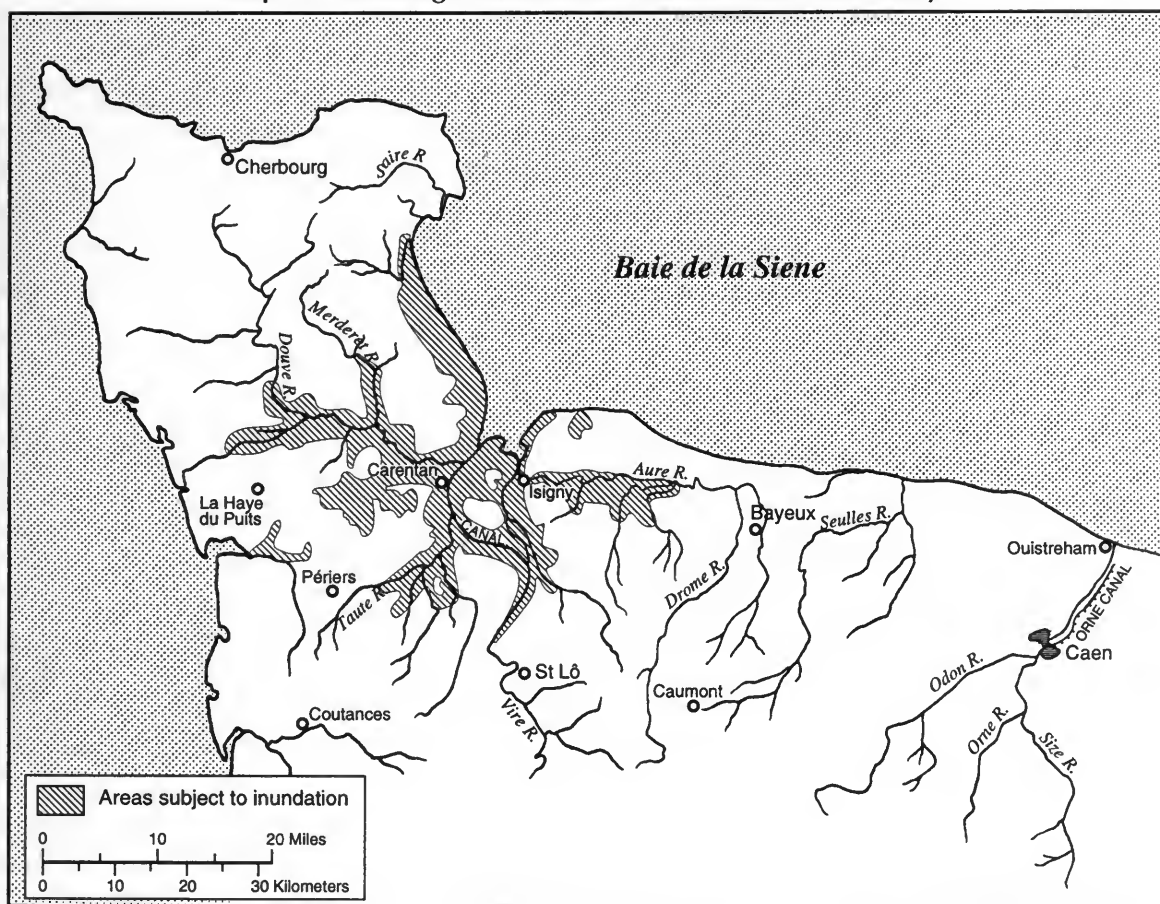 Cherbourg
Saire R
Baie de la Siene
Merderet R.
Douve R.
Carentan
Isigny
Aure R.
La Haye
du Puits
CANAL
Bayeux
Seulles R.
Ouistreham
Périers
Taute R.
Drome R.
ORNE CANAL
Caen
St Lô
Caumont
Odon R.
Coutances
Vire R.
Orne R.
Size R.
Areas subject to inundation
0 10 20 Miles
0 10 20 30 Kilometers